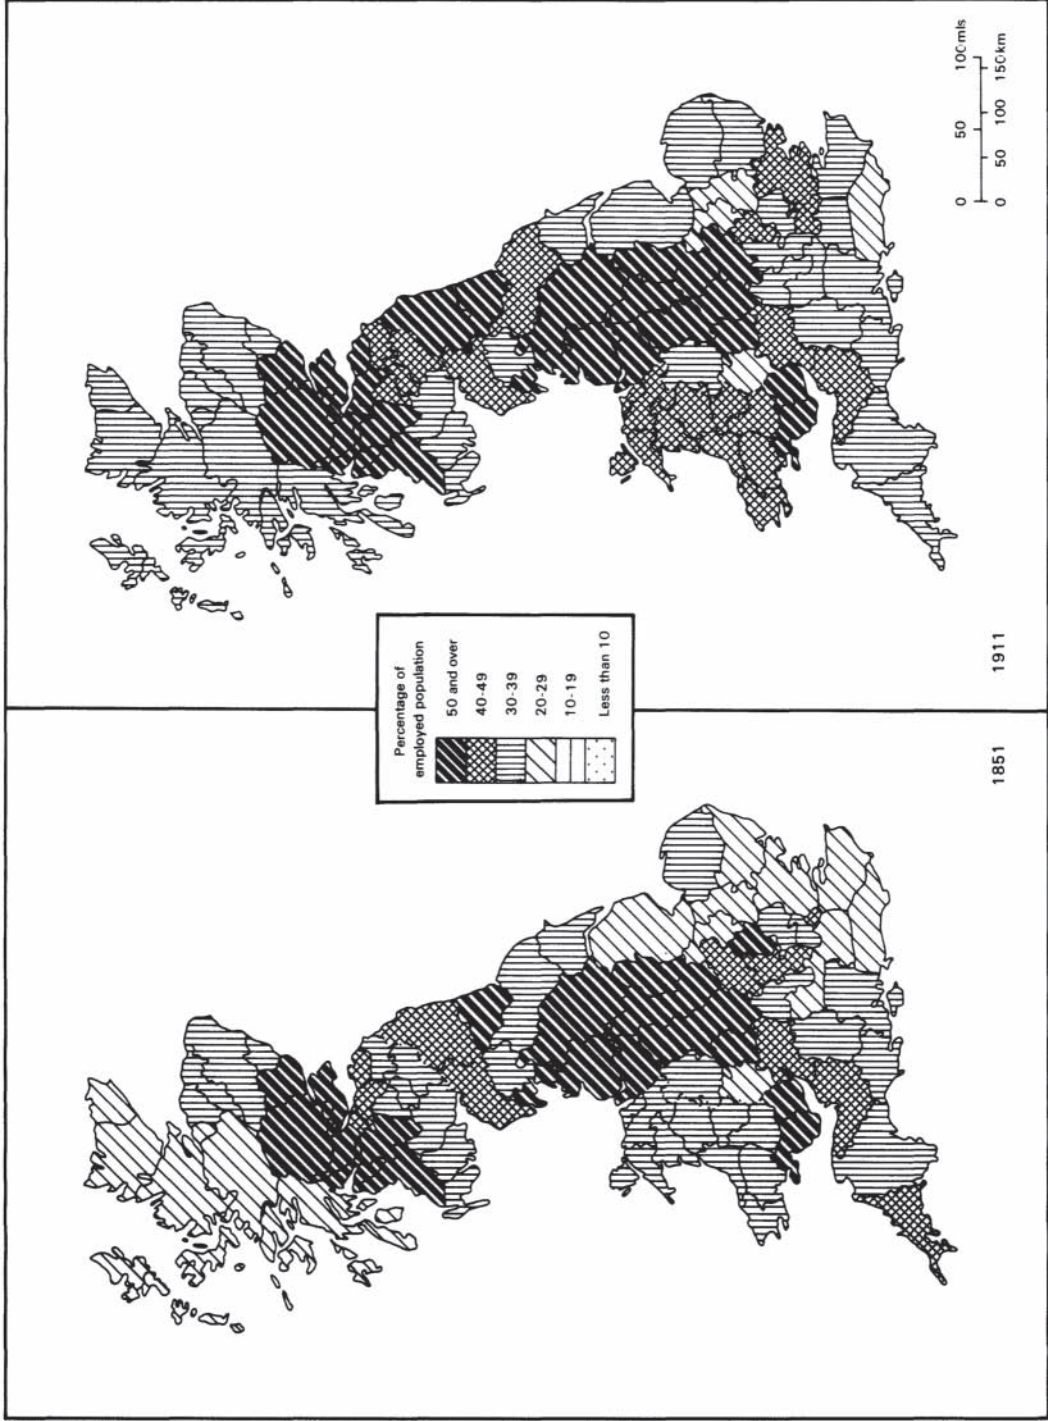 Percentage of
employed population
50 and over
40-49
30-39
20-29
10-19
Less than 10
1851
1911
0 50 100 mls
0 50 100 150 km